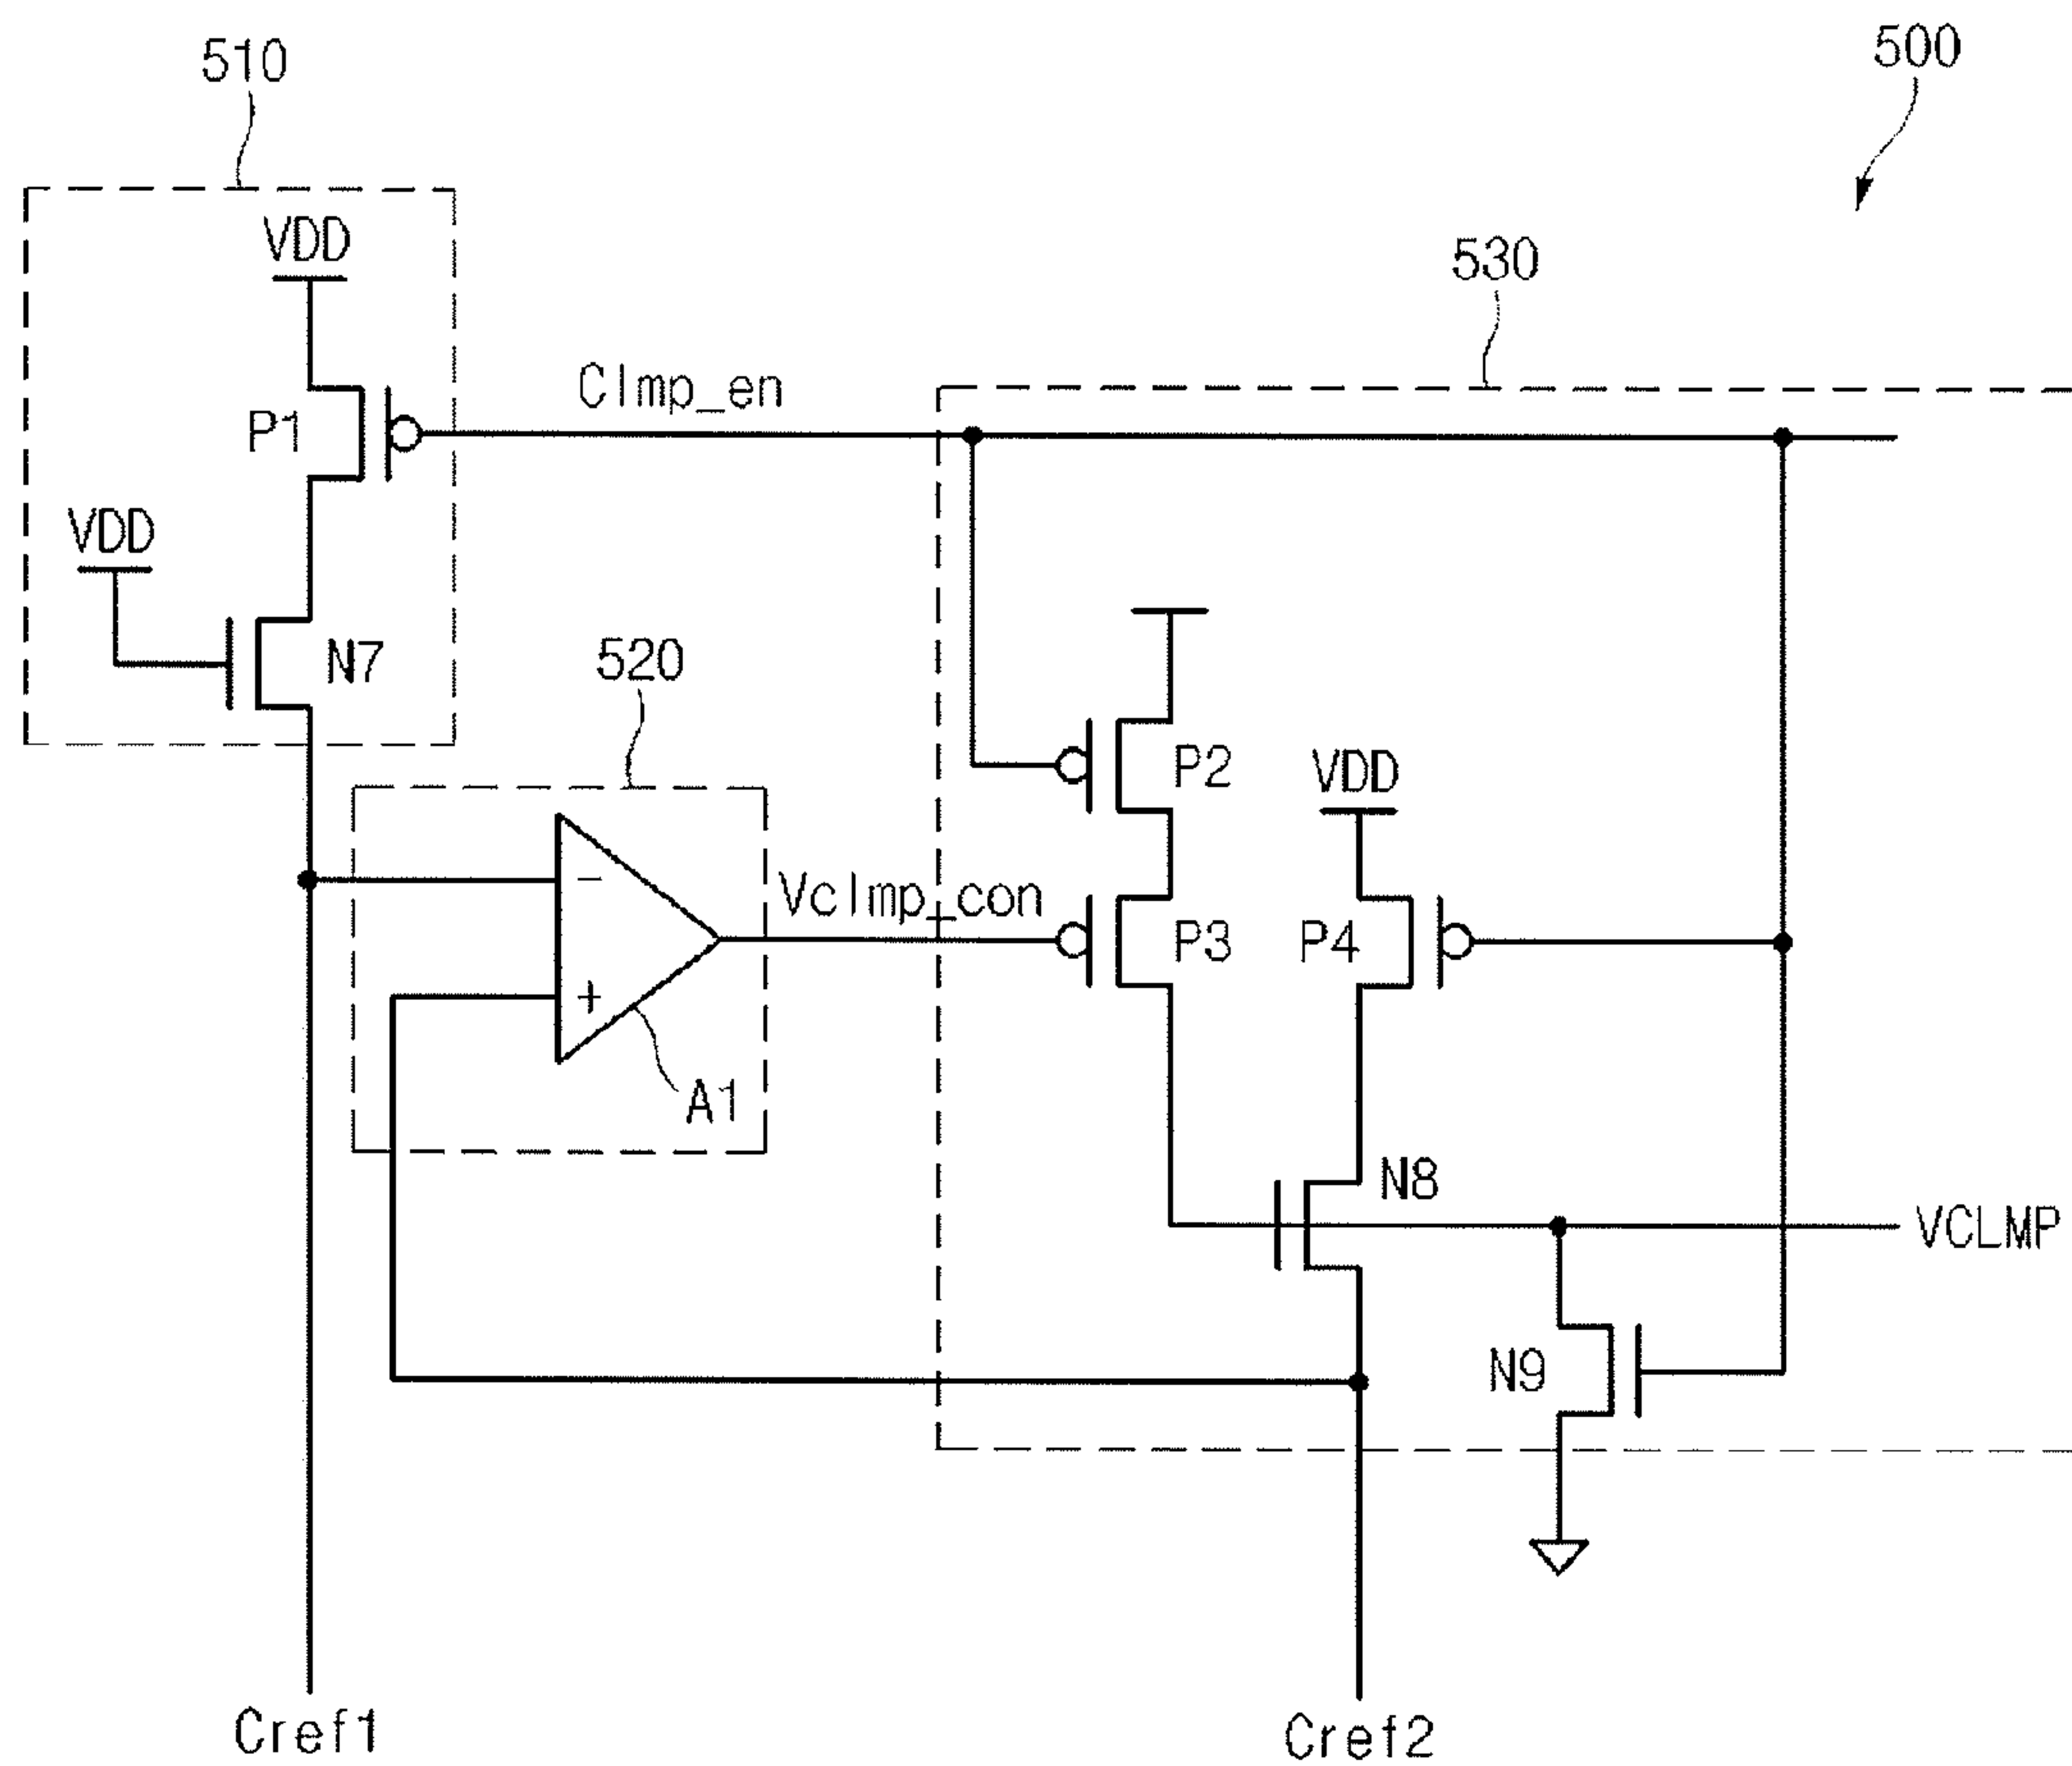 510
500
VDD
530
Clmp_en
P1
VDD
N7
520
P2
VDD
Vclmp_con
-
P3
P4
+
A1
N8
VCLMP
N9
Cref1
Cref2